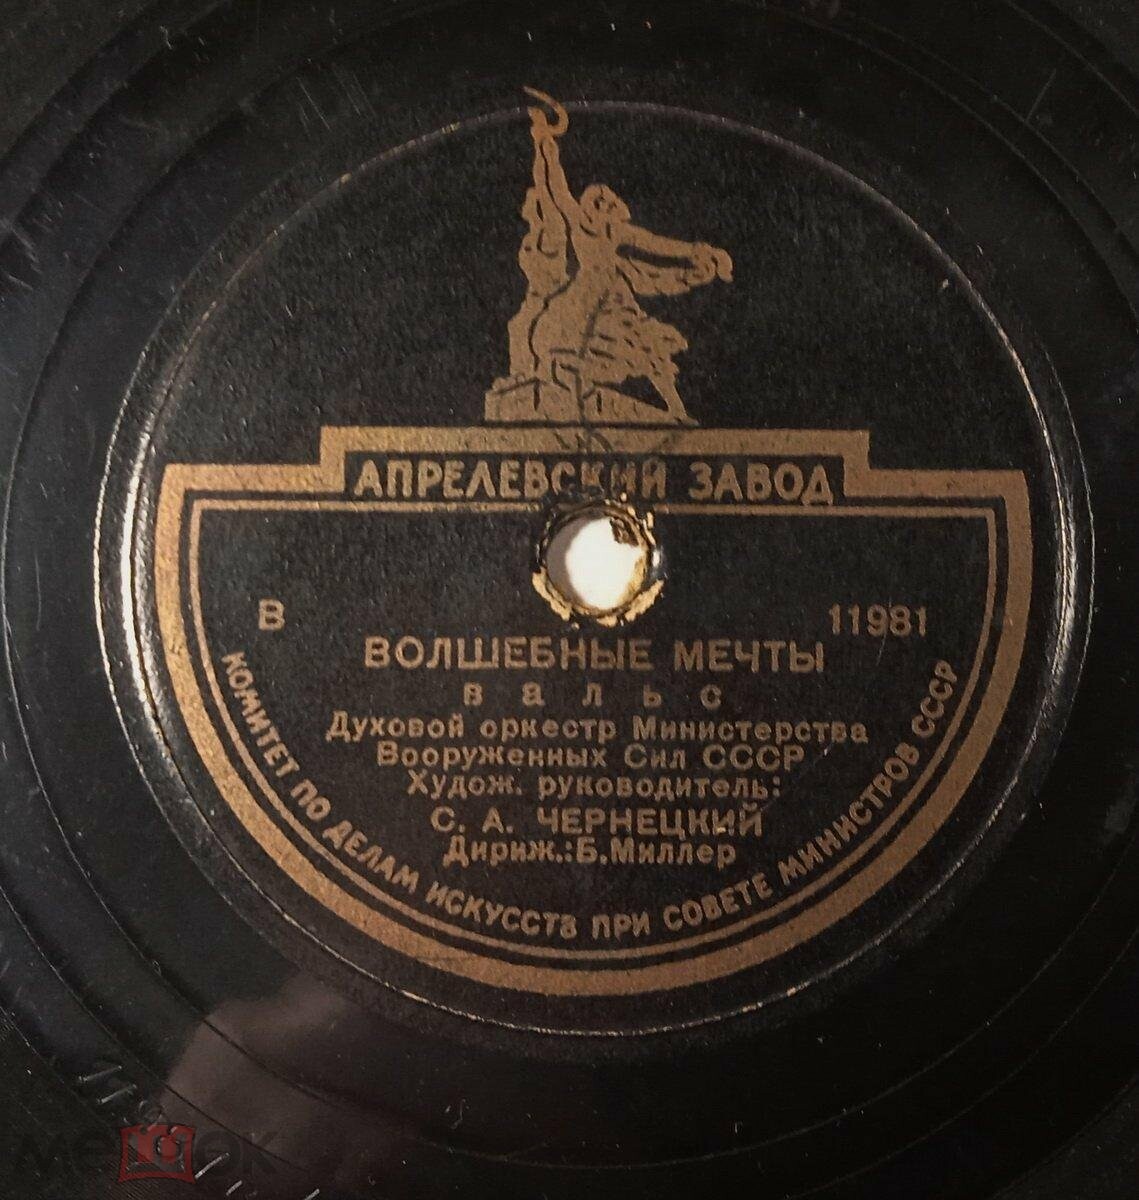 АПРЕЛЕВСКИЙ ЗАВОД
В 11981
ВОЛШЕБНЫЕ МЕЧТЫ
вальс
Духовой оркестр Министерства
Вооруженных Сил СССР
Худож. руководитель:
С. А. ЧЕРНЕЦКИЙ
Дириж.: Б. Миллер
КОМИТЕТ ПО ДЕЛАМ ИСКУССТВ ПРИ СОВЕТЕ МИНИСТРОВ СССР